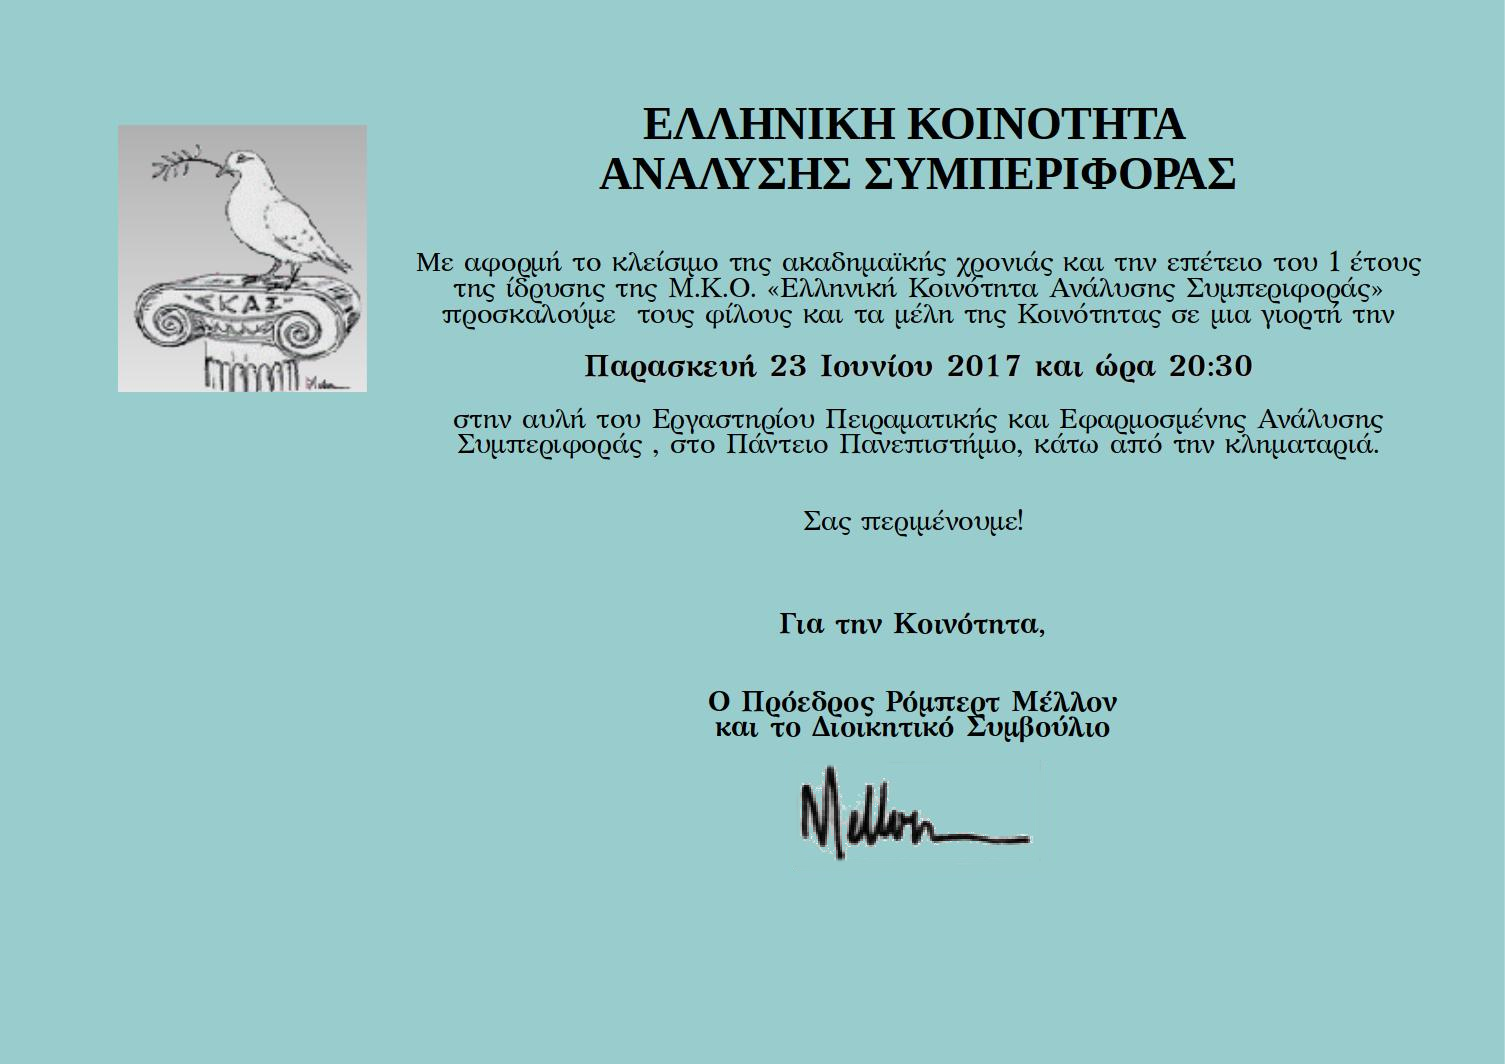 ΕΛΛΗΝΙΚΗ ΚΟΙΝΟΤΗΤΑ
ΑΝΑΛΥΣΗΣ ΣΥΜΠΕΡΙΦΟΡΑΣ
ΕΚΑΣ
Με αφορμή το κλείσιμο της ακαδημαϊκής χρονιάς και την επέτειο του 1 έτους
της ίδρυσης της Μ.Κ.Ο. «Ελληνική Κοινότητα Ανάλυσης Συμπεριφοράς»
προσκαλούμε τους φίλους και τα μέλη της Κοινότητας σε μια γιορτή την
Παρασκευή 23 Ιουνίου 2017 και ώρα 20:30
στην αυλή του Εργαστηρίου Πειραματικής και Εφαρμοσμένης Ανάλυσης
Συμπεριφοράς , στο Πάντειο Πανεπιστήμιο, κάτω από την κληματαριά.
Σας περιμένουμε!
Για την Κοινότητα,
Ο Πρόεδρος Ρόμπερτ Μέλλον
και το Διοικητικό Συμβούλιο
Mellon